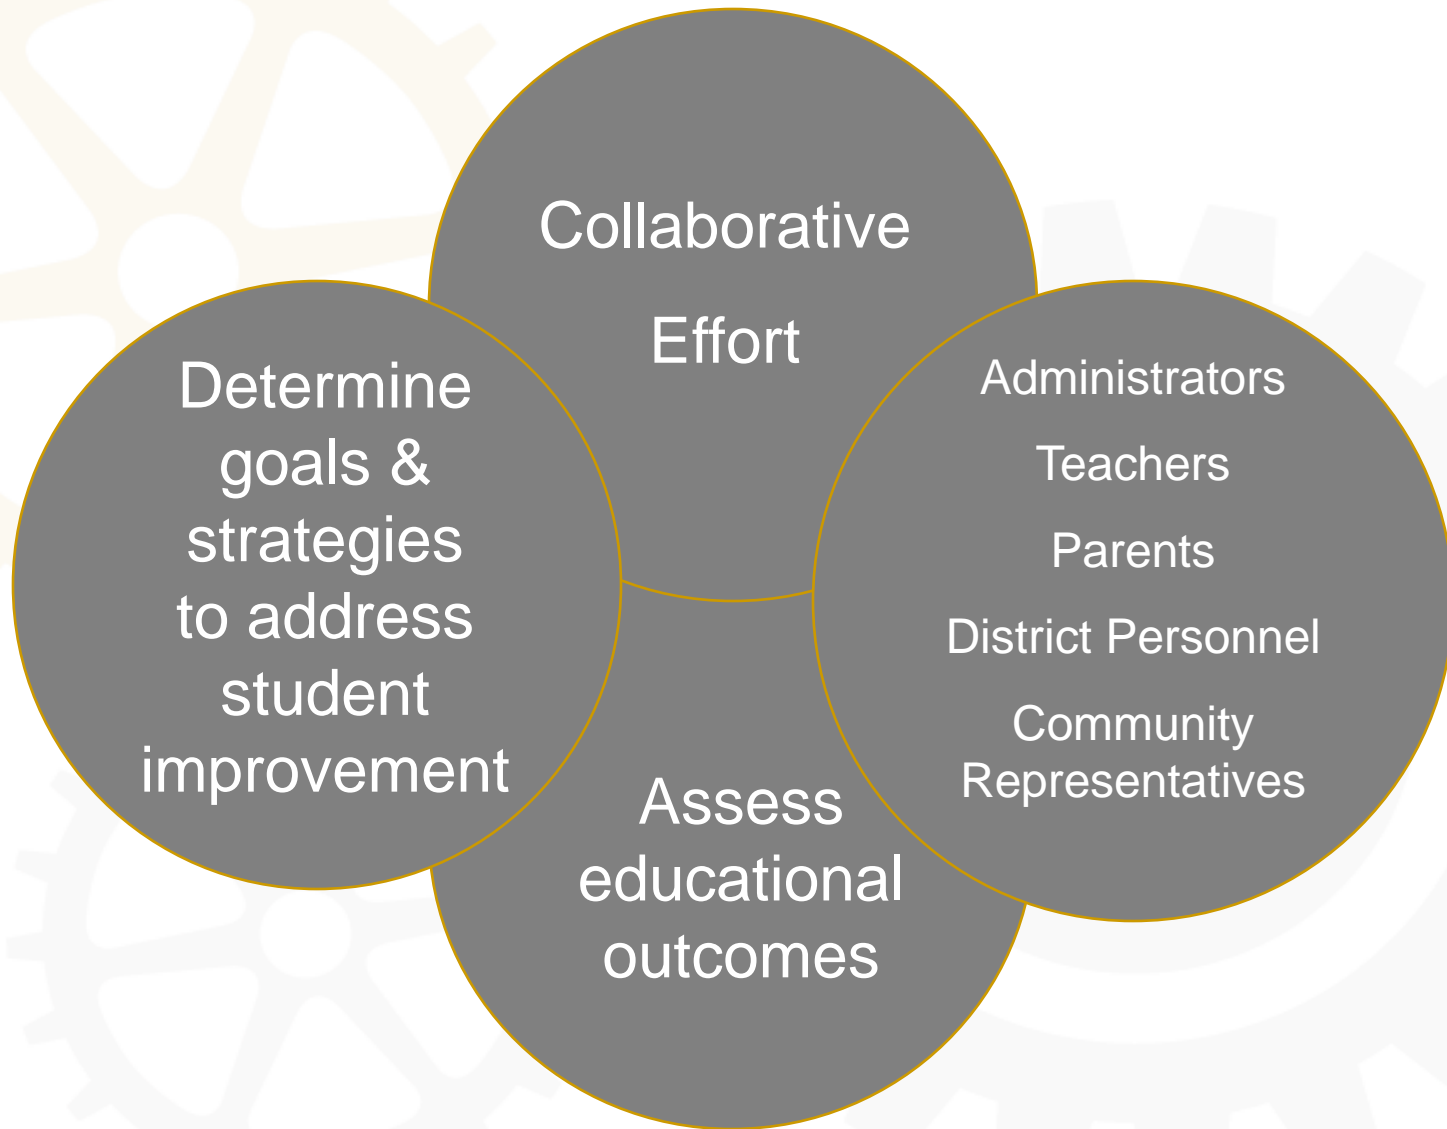 Collaborative
Effort
Determine
goals &
strategies
to address
student
improvement
Administrators
Teachers
Parents
District Personnel
Community
Representatives
Assess
educational
outcomes